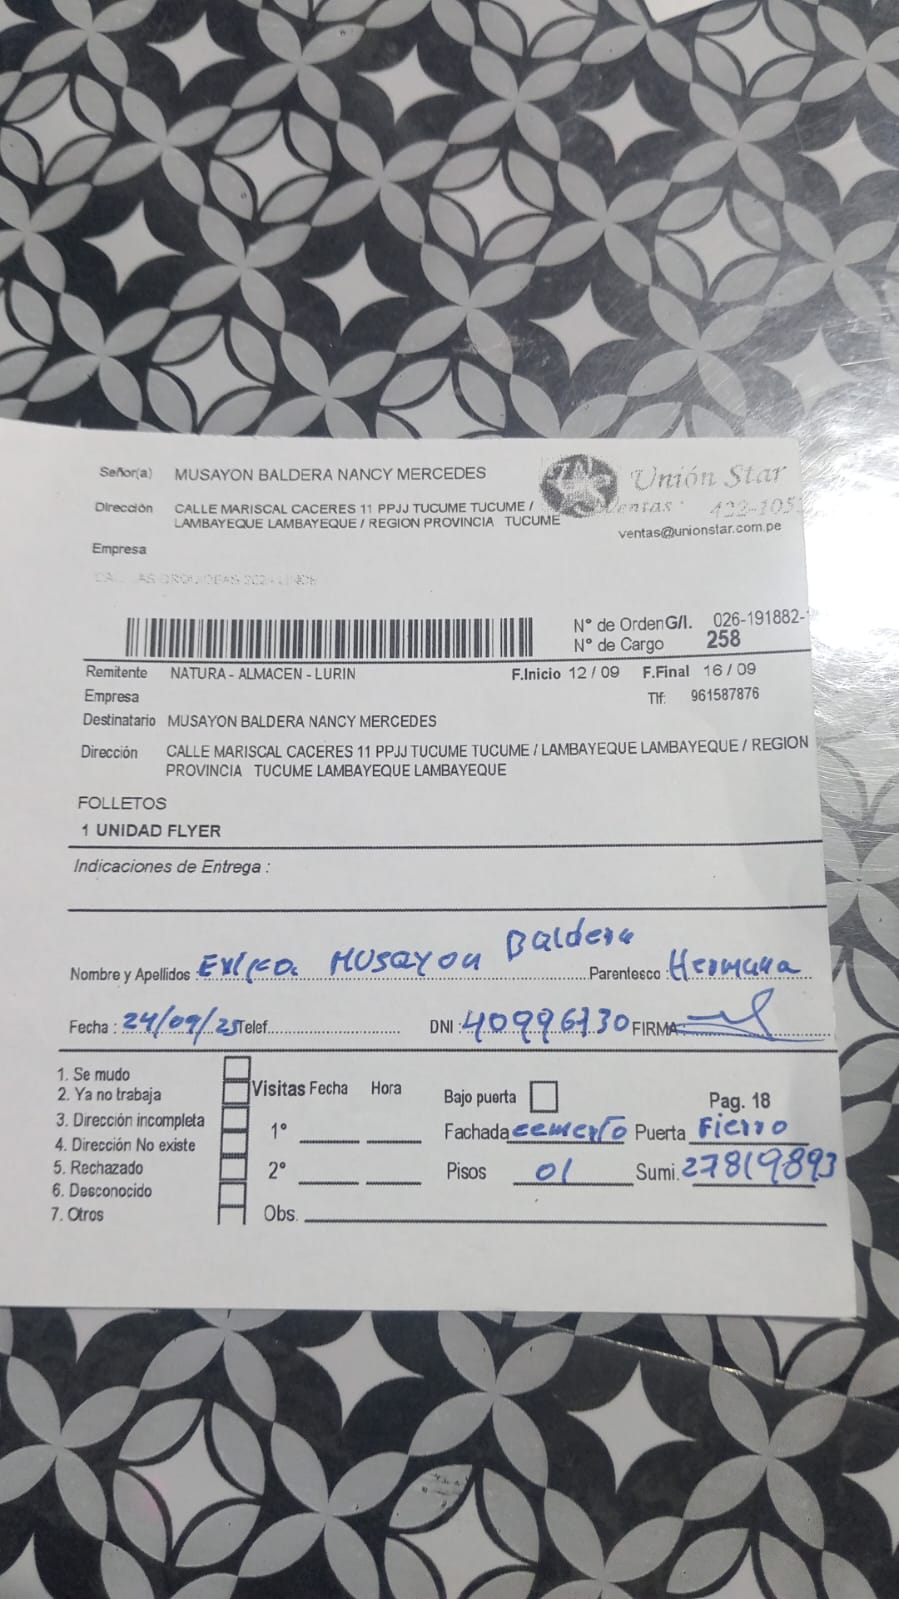 Señor(a) MUSAYON BALDERA NANCY MERCEDES
Unión Star
Dirección CALLE MARISCAL CACERES 11 PPJJ TUCUME TUCUME /
LAMBAYEQUE LAMBAYEQUE / REGION PROVINCIA TUCUME
Ventas: 422-105
ventas@unionstar.com.pe
Empresa
N° de Orden G/I. 026-191882-
N° de Cargo 258
Remitente NATURA - ALMACEN - LURIN F.Inicio 12 / 09 F.Final 16 / 09
Empresa Tlf: 961587876
Destinatario MUSAYON BALDERA NANCY MERCEDES
Dirección CALLE MARISCAL CACERES 11 PPJJ TUCUME TUCUME / LAMBAYEQUE LAMBAYEQUE / REGION
PROVINCIA TUCUME LAMBAYEQUE LAMBAYEQUE
FOLLETOS
1 UNIDAD FLYER
Indicaciones de Entrega :
Nombre y Apellidos Musayon Baldera Parentesco : Hermana
Fecha : 24/09/25 Telef. DNI : 40996730 FIRMA
1. Se mudo
2. Ya no trabaja
3. Dirección incompleta
4. Dirección No existe
5. Rechazado
6. Desconocido
7. Otros
Visitas Fecha Hora
1°
2°
Obs.
Bajo puerta Pag. 18
Fachada cemento Puerta Fierro
Pisos 01 Sumi. 27819893